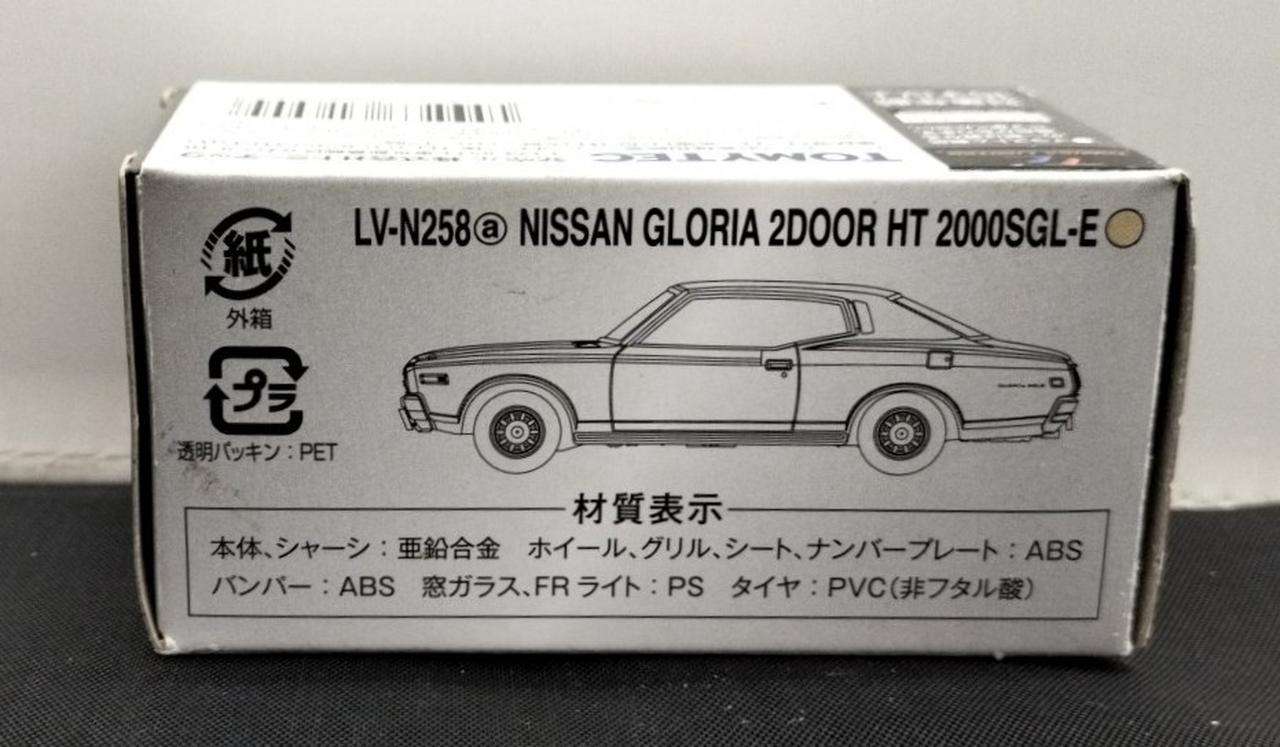 TOMYTEC
LV-N258ⓐ NISSAN GLORIA 2DOOR HT 2000SGL-E
紙
外箱
プラ
透明パッキン：PET
材質表示
本体、シャーシ：亜鉛合金 ホイール、グリル、シート、ナンバープレート：ABS
バンパー：ABS 窓ガラス、FRライト：PS タイヤ：PVC（非フタル酸）